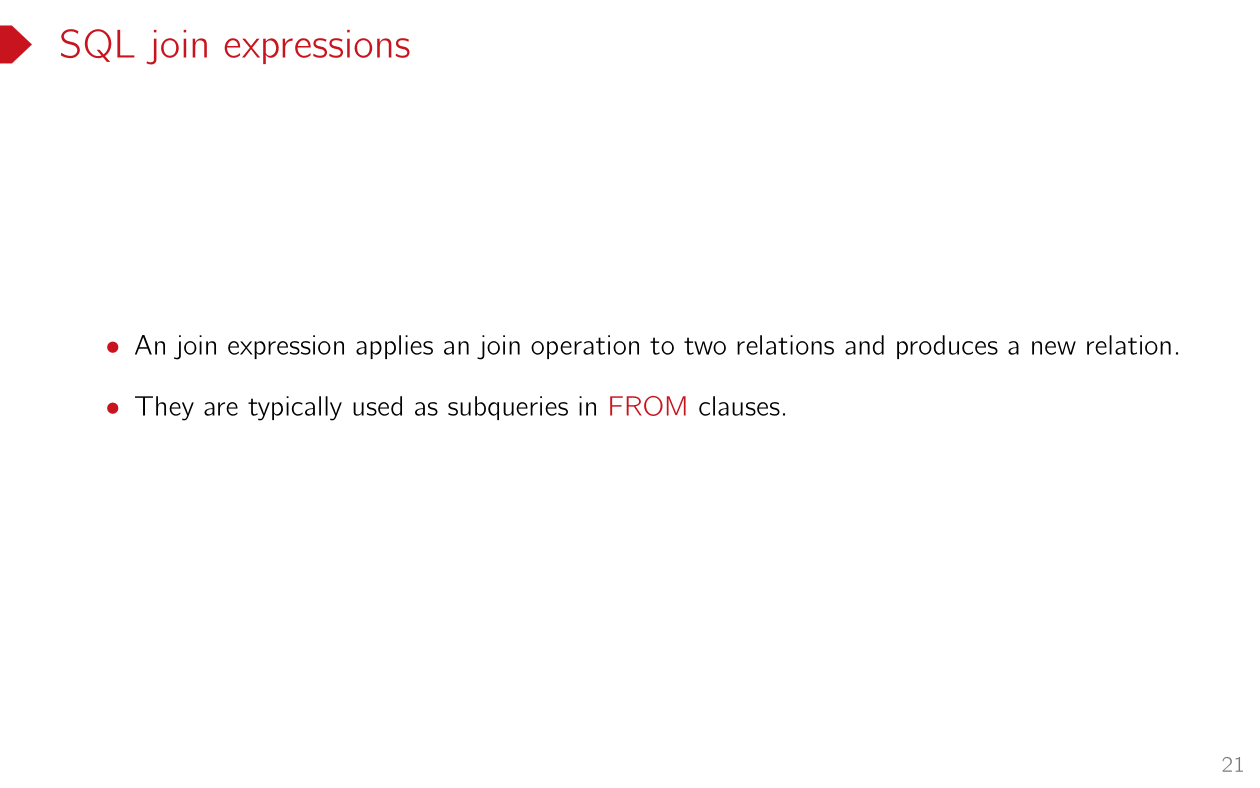 SQL join expressions
• An join expression applies an join operation to two relations and produces a new relation.
• They are typically used as subqueries in FROM clauses.
21